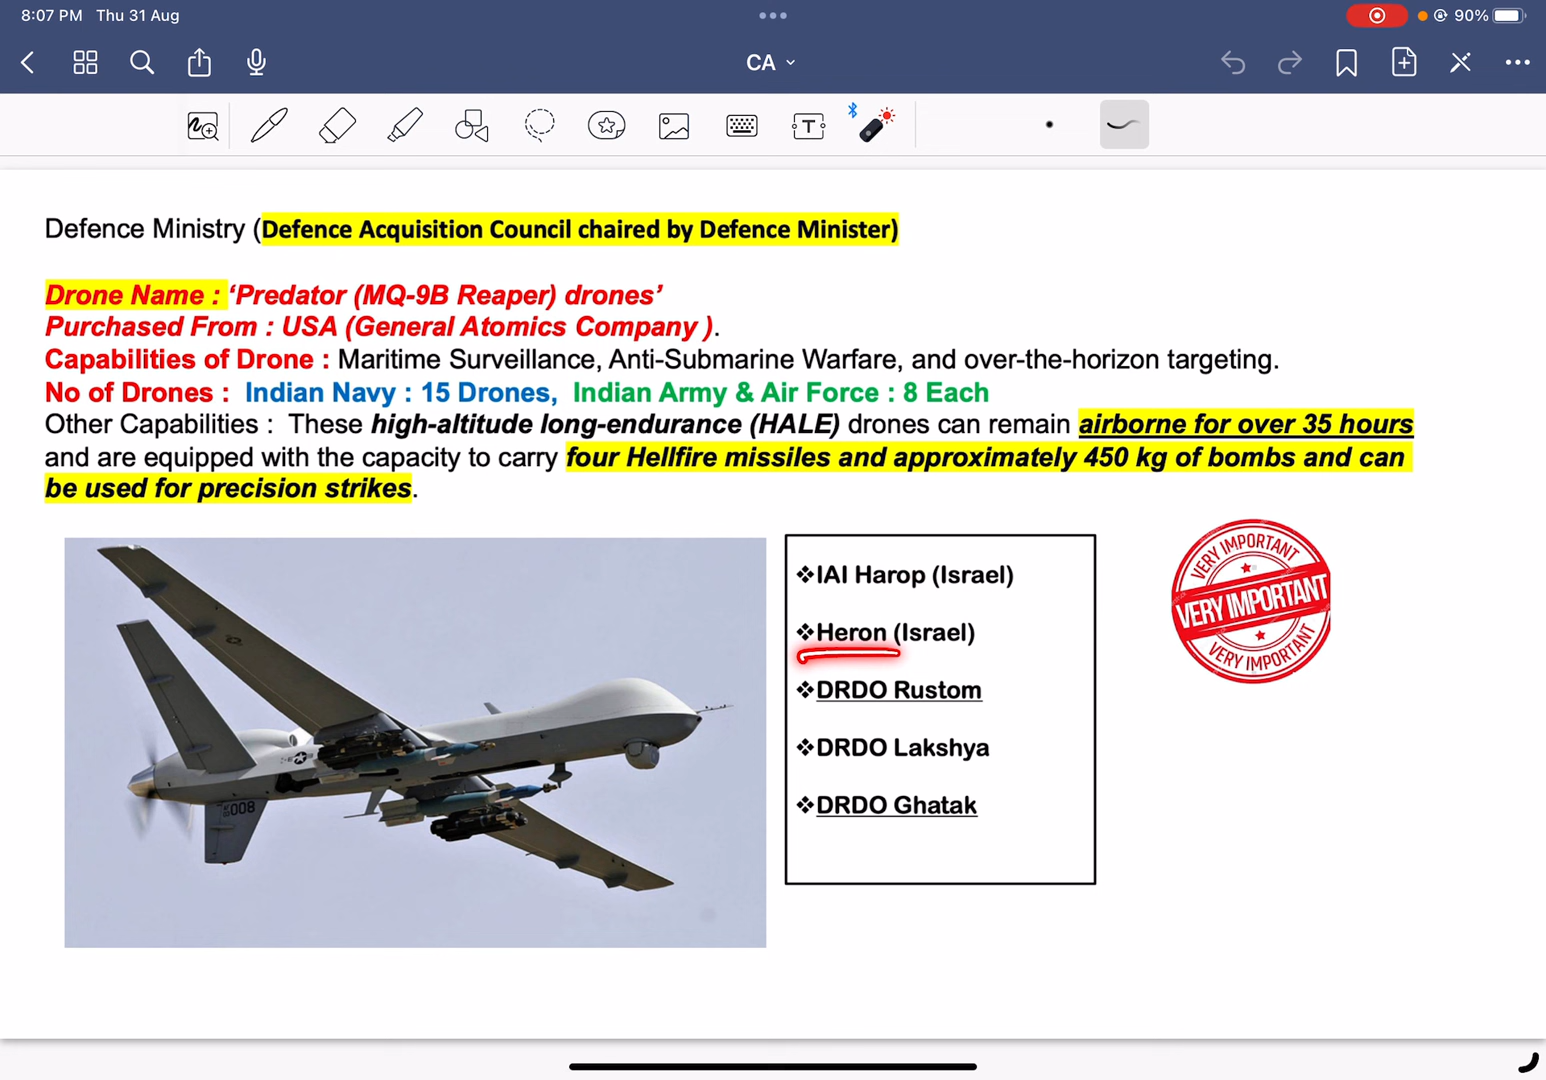 8:07 PM Thu 31 Aug
90%
CA
T
Defence Ministry (Defence Acquisition Council chaired by Defence Minister)
Drone Name : ‘Predator (MQ-9B Reaper) drones’
Purchased From : USA (General Atomics Company ).
Capabilities of Drone : Maritime Surveillance, Anti-Submarine Warfare, and over-the-horizon targeting.
No of Drones : Indian Navy : 15 Drones, Indian Army & Air Force : 8 Each
Other Capabilities : These high-altitude long-endurance (HALE) drones can remain airborne for over 35 hours
and are equipped with the capacity to carry four Hellfire missiles and approximately 450 kg of bombs and can
be used for precision strikes.
❖IAI Harop (Israel)
❖Heron (Israel)
❖DRDO Rustom
❖DRDO Lakshya
❖DRDO Ghatak
VERY IMPORTANT
VERY IMPORTANT
VERY IMPORTANT
008